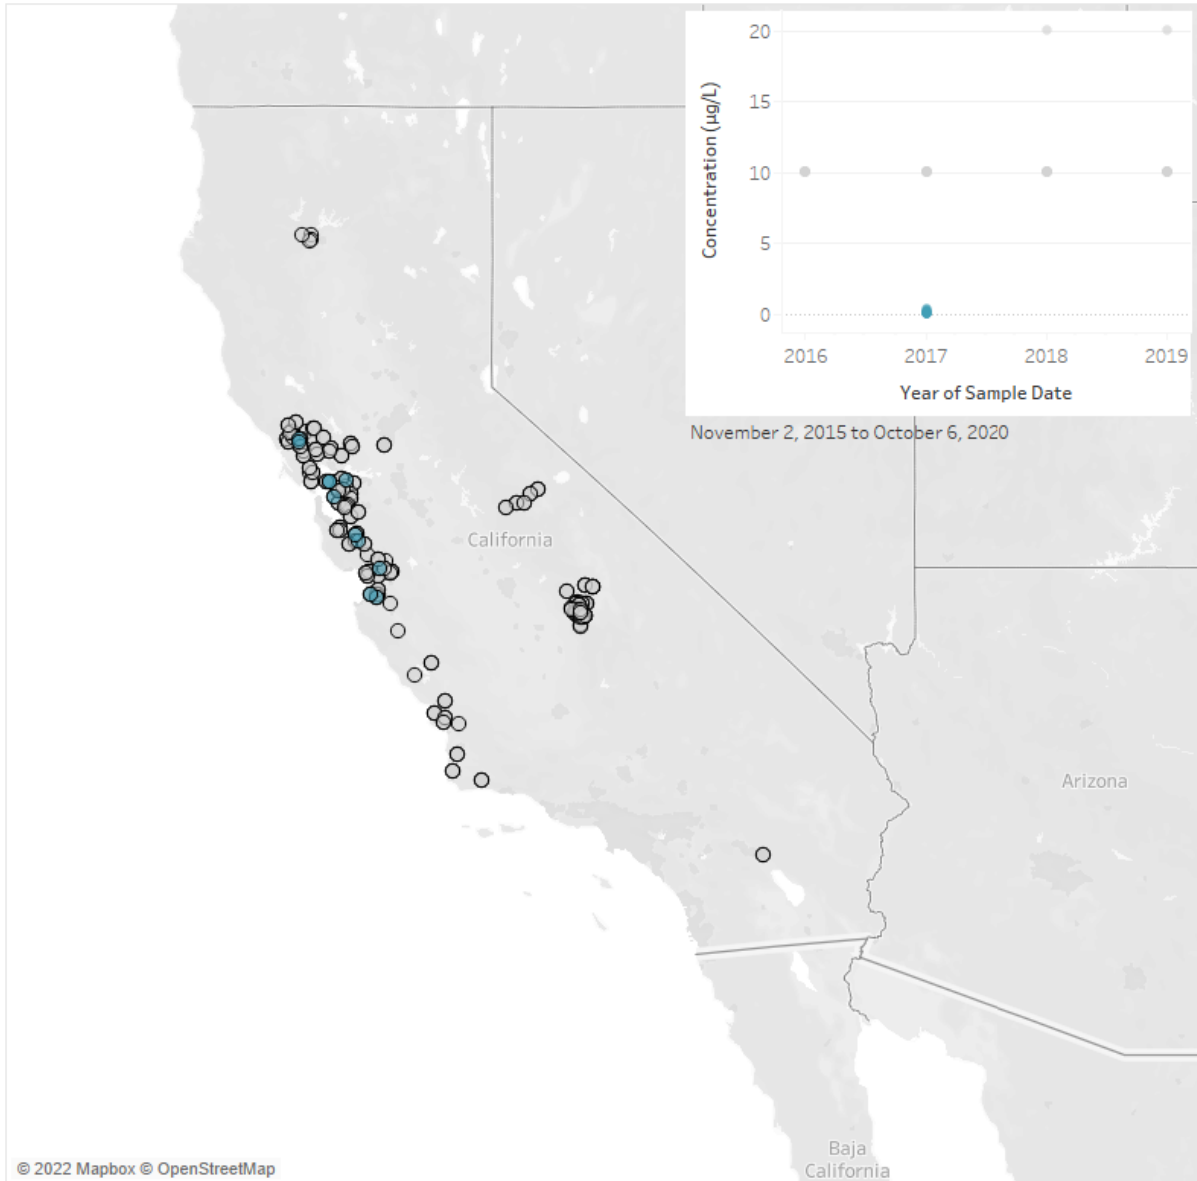 20
15
10
5
0
Concentration (µg/L)
2016 2017 2018 2019
Year of Sample Date
November 2, 2015 to October 6, 2020
California
Arizona
Baja
California
© 2022 Mapbox © OpenStreetMap